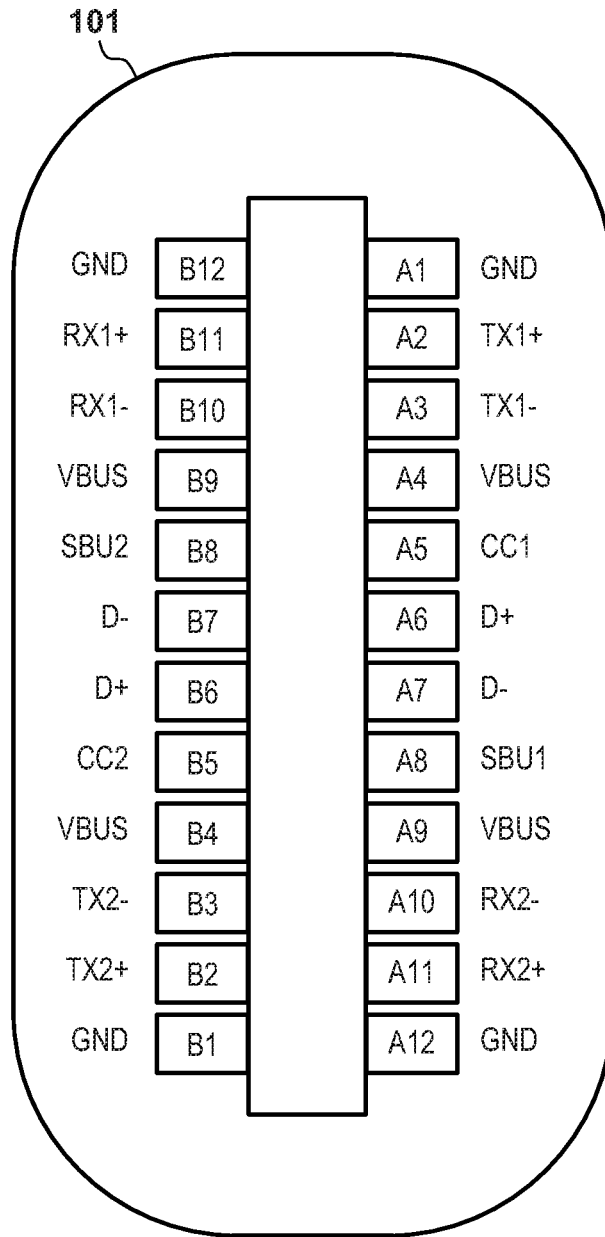 101
GND B12 A1 GND
RX1+ B11 A2 TX1+
RX1- B10 A3 TX1-
VBUS B9 A4 VBUS
SBU2 B8 A5 CC1
D- B7 A6 D+
D+ B6 A7 D-
CC2 B5 A8 SBU1
VBUS B4 A9 VBUS
TX2- B3 A10 RX2-
TX2+ B2 A11 RX2+
GND B1 A12 GND